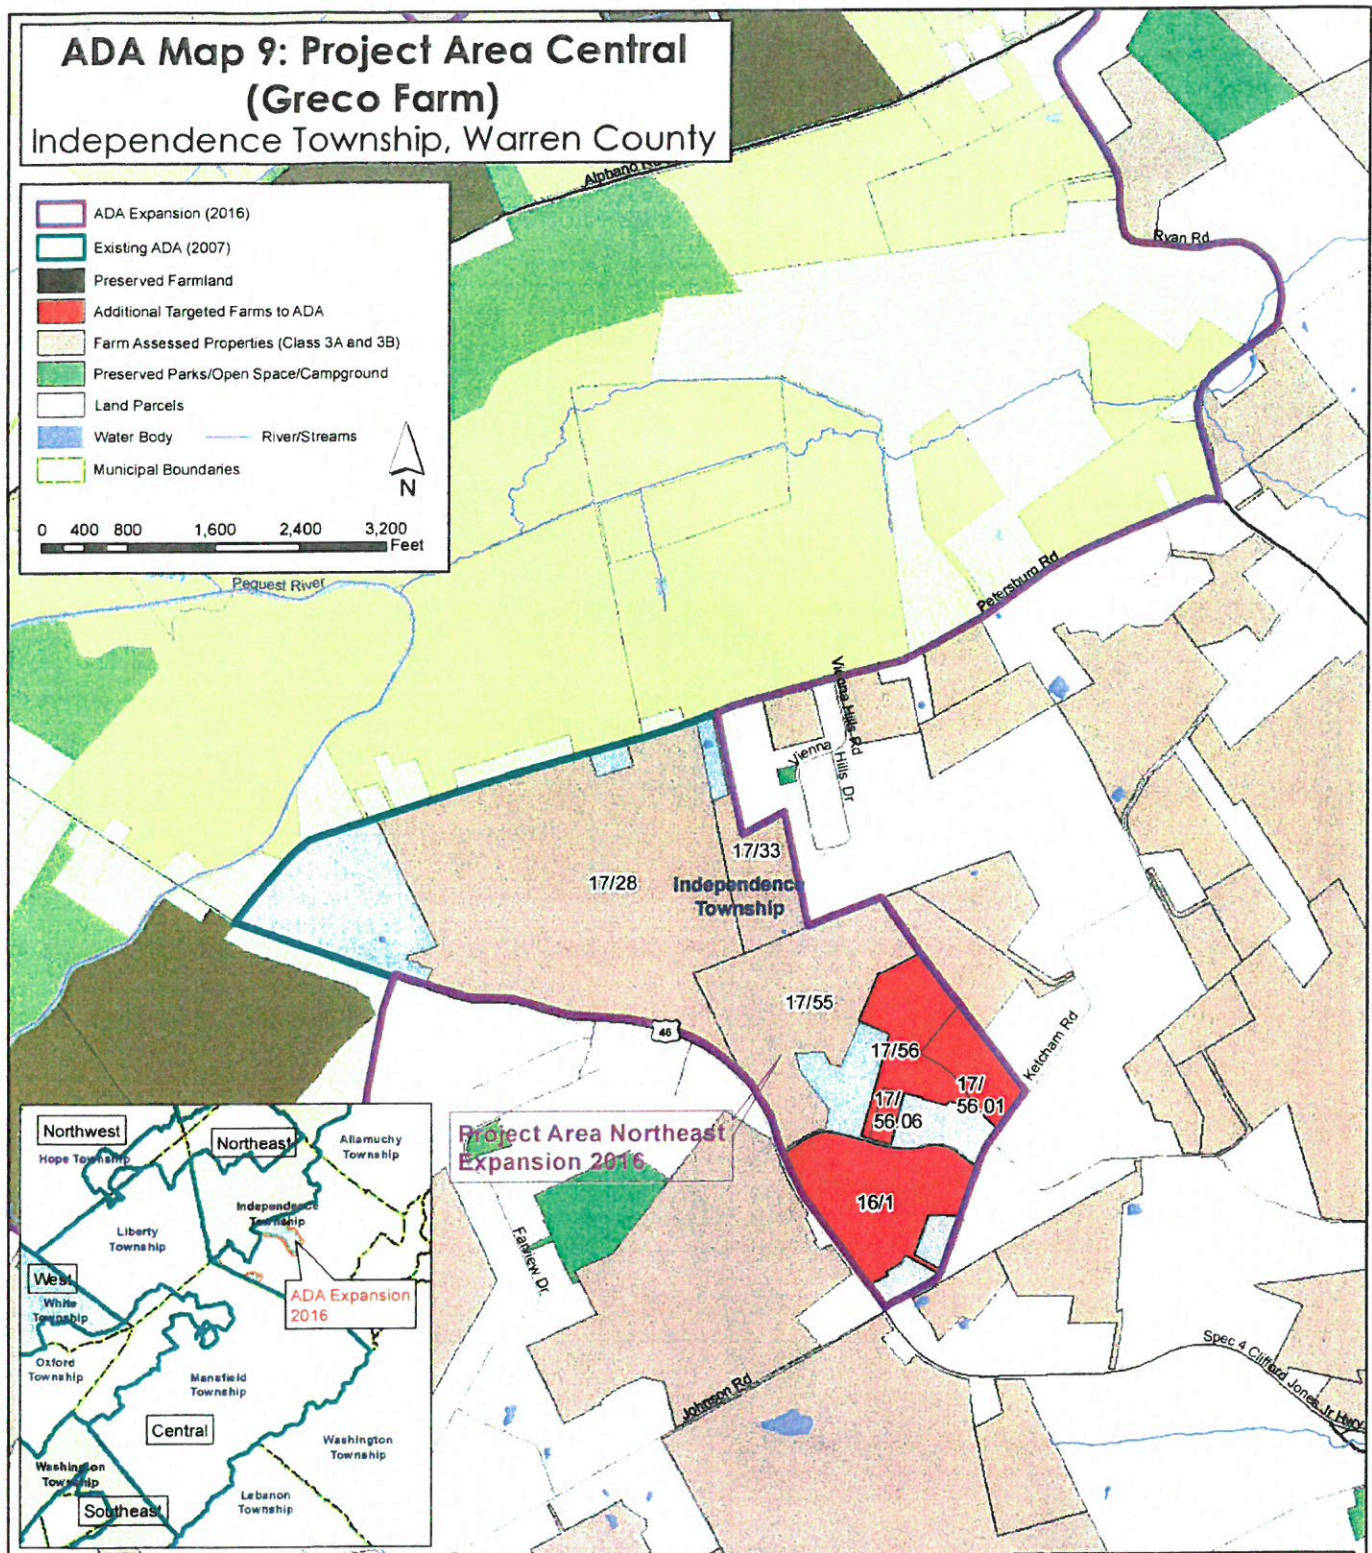 ADA Map 9: Project Area Central
(Greco Farm)
Independence Township, Warren County
ADA Expansion (2016)
Existing ADA (2007)
Preserved Farmland
Additional Targeted Farms to ADA
Farm Assessed Properties (Class 3A and 3B)
Preserved Parks/Open Space/Campground
Land Parcels
Water Body
River/Streams
Municipal Boundaries
N
0 400 800 1,600 2,400 3,200
Feet
Alphano
Ryan Rd
Pequest River
Petersburg Rd
Vienna Hills Rd
Vienna
Hills Dr
17/33
17/28
Independence
Township
17/55
46
17/56
Ketcham Rd
17/
56.01
17/
56.06
Project Area Northeast
Expansion 2016
16/1
Fairview Dr
Johnson Rd
Spec 4 Clifford Jones Jr Hwy
Northwest
Northeast
Allamuchy
Township
Hope Township
Independence
Township
Liberty
Township
West
White
Township
ADA Expansion
2016
Oxford
Township
Mansfield
Township
Central
Washington
Township
Washington
Township
Lebanon
Township
Southeast